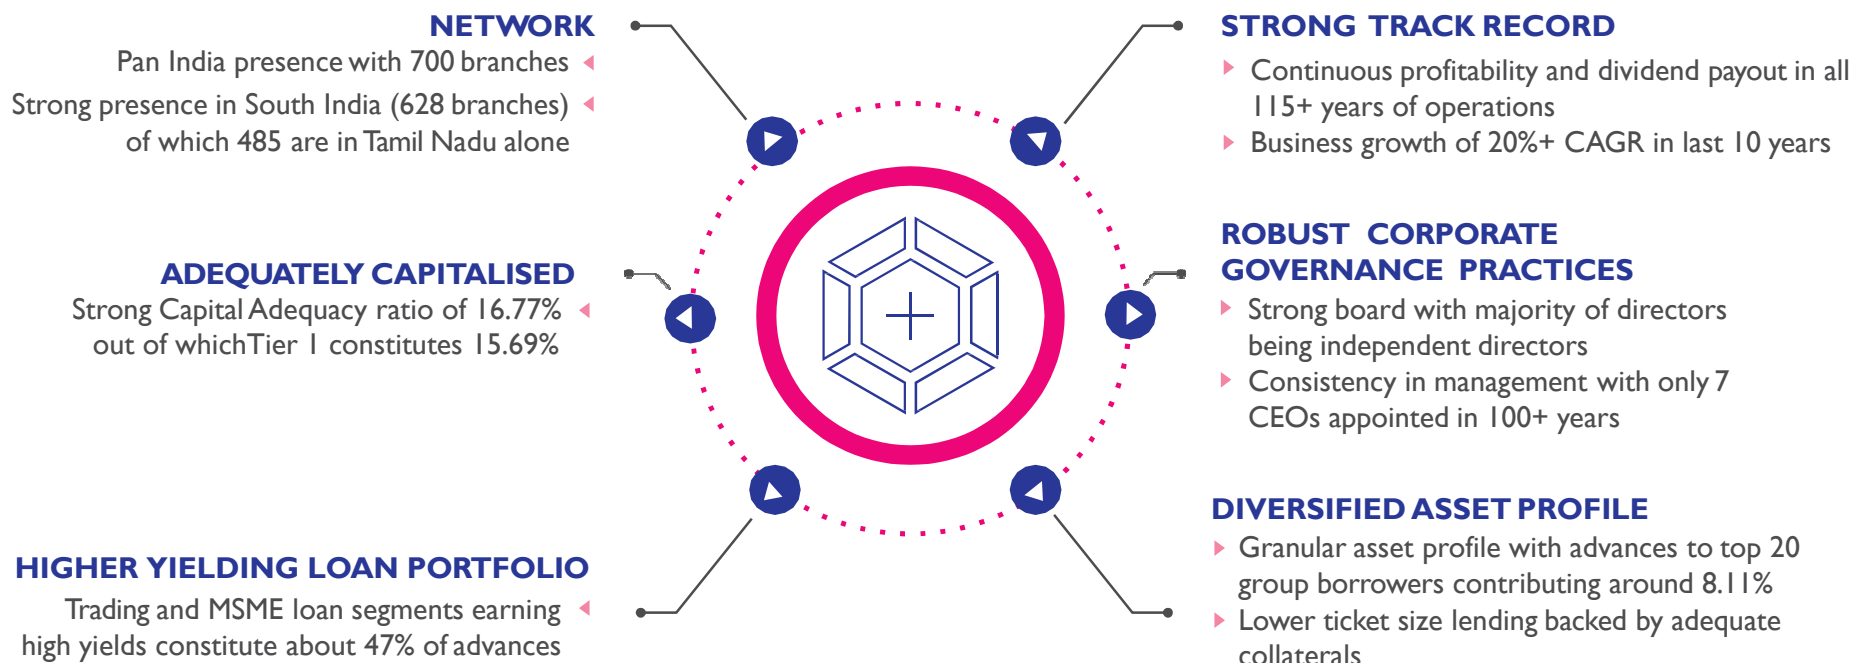 NETWORK
Pan India presence with 700 branches
Strong presence in South India (628 branches)
of which 485 are in Tamil Nadu alone
ADEQUATELY CAPITALISED
Strong Capital Adequacy ratio of 16.77%
out of whichTier 1 constitutes 15.69%
HIGHER YIELDING LOAN PORTFOLIO
Trading and MSME loan segments earning
high yields constitute about 47% of advances
STRONG TRACK RECORD
Continuous profitability and dividend payout in all
115+ years of operations
Business growth of 20%+ CAGR in last 10 years
ROBUST CORPORATE
GOVERNANCE PRACTICES
Strong board with majority of directors
being independent directors
Consistency in management with only 7
CEOs appointed in 100+ years
DIVERSIFIED ASSET PROFILE
Granular asset profile with advances to top 20
group borrowers contributing around 8.11%
Lower ticket size lending backed by adequate
collaterals